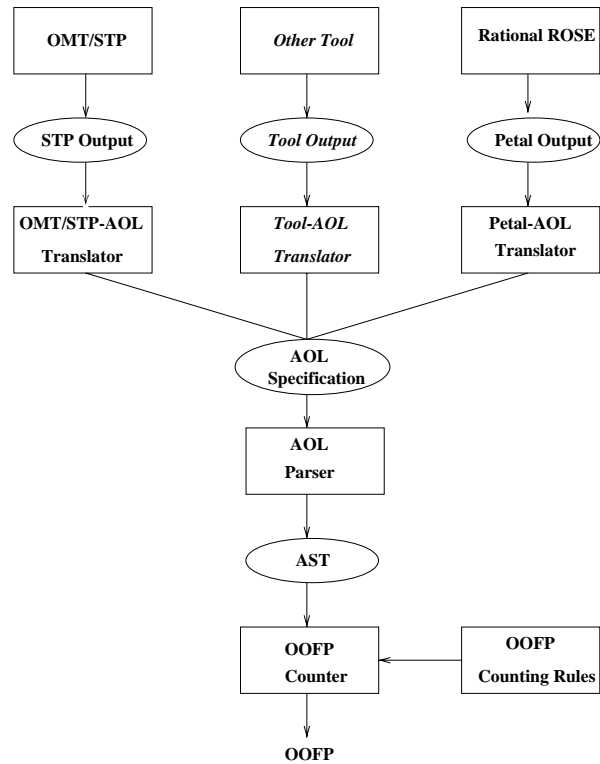 OMT/STP
Other Tool
Rational ROSE
STP Output
Tool Output
Petal Output
OMT/STP-AOL
Translator
Tool-AOL
Translator
Petal-AOL
Translator
AOL
Specification
AOL
Parser
AST
OOFP
Counter
OOFP
Counting Rules
OOFP